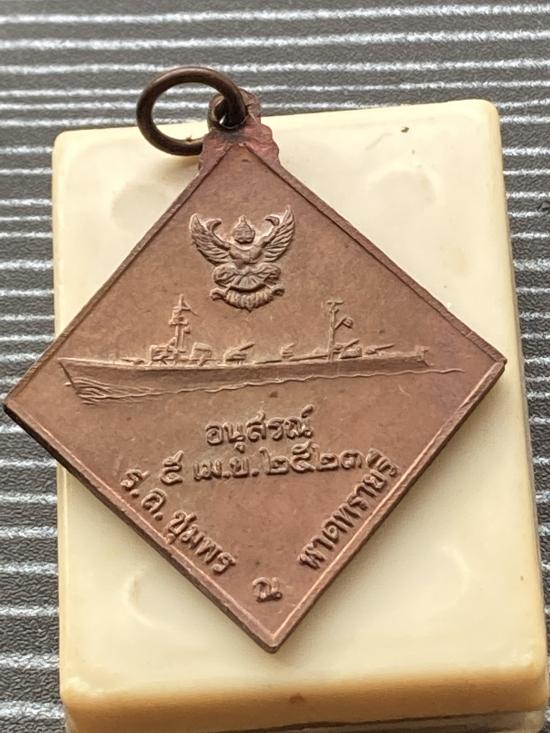 อนุสรณ์
๕ เม.ย. ๒๕๒๓
ร.ล. ชุมพร ณ หาดทรายรี